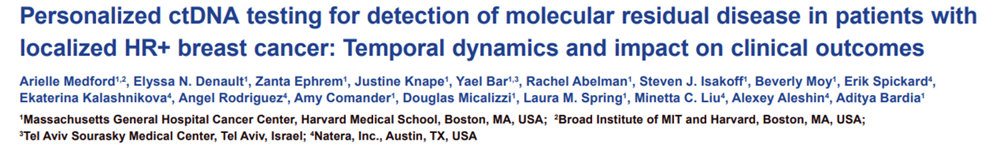 Personalized ctDNA testing for detection of molecular residual disease in patients with
localized HR+ breast cancer: Temporal dynamics and impact on clinical outcomes
Arielle Medford¹,², Elyssa N. Denault¹, Zanta Ephrem¹, Justine Knape¹, Yael Bar¹,³, Rachel Abelman¹, Steven J. Isakoff¹, Beverly Moy¹, Erik Spickard⁴,
Ekaterina Kalashnikova⁴, Angel Rodriguez⁴, Amy Comander¹, Douglas Micalizzi¹, Laura M. Spring¹, Minetta C. Liu⁴, Alexey Aleshin⁴, Aditya Bardia¹
¹Massachusetts General Hospital Cancer Center, Harvard Medical School, Boston, MA, USA; ²Broad Institute of MIT and Harvard, Boston, MA, USA;
³Tel Aviv Sourasky Medical Center, Tel Aviv, Israel; ⁴Natera, Inc., Austin, TX, USA